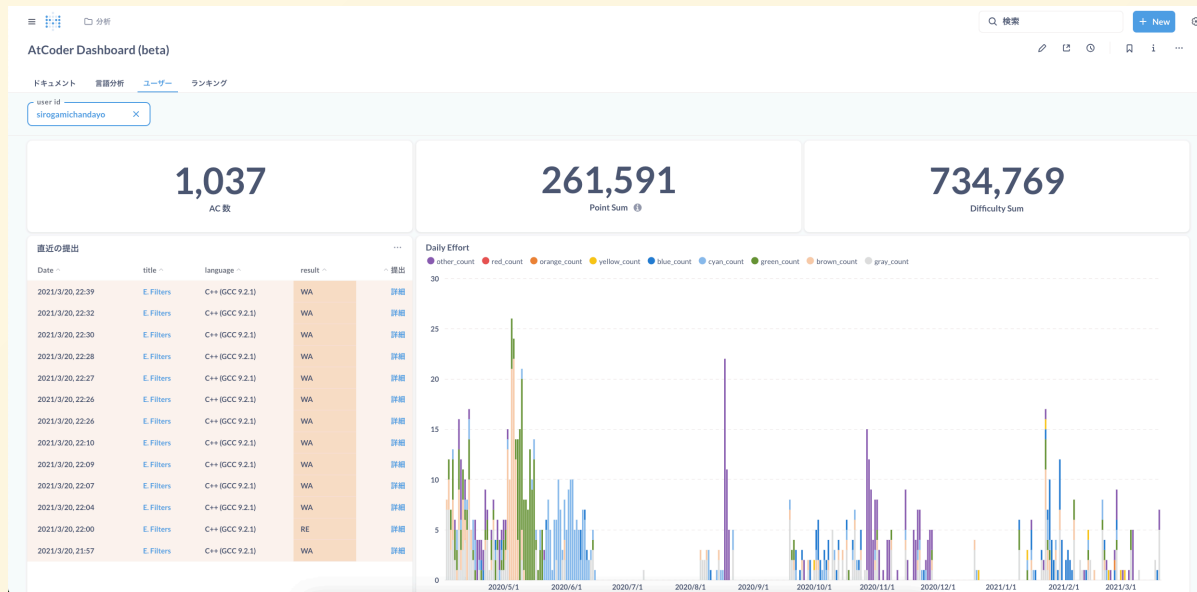 分析
検索
+ New
AtCoder Dashboard (beta)
ドキュメント 言語分析 ユーザー ランキング
user id
sirogamichandayo
1,037
AC 数
261,591
Point Sum
734,769
Difficulty Sum
直近の提出
Date title language result 提出
2021/3/20, 22:39 E. Filters C++ (GCC 9.2.1) WA 詳細
2021/3/20, 22:32 E. Filters C++ (GCC 9.2.1) WA 詳細
2021/3/20, 22:30 E. Filters C++ (GCC 9.2.1) WA 詳細
2021/3/20, 22:28 E. Filters C++ (GCC 9.2.1) WA 詳細
2021/3/20, 22:27 E. Filters C++ (GCC 9.2.1) WA 詳細
2021/3/20, 22:26 E. Filters C++ (GCC 9.2.1) WA 詳細
2021/3/20, 22:26 E. Filters C++ (GCC 9.2.1) WA 詳細
2021/3/20, 22:10 E. Filters C++ (GCC 9.2.1) WA 詳細
2021/3/20, 22:09 E. Filters C++ (GCC 9.2.1) WA 詳細
2021/3/20, 22:07 E. Filters C++ (GCC 9.2.1) WA 詳細
2021/3/20, 22:04 E. Filters C++ (GCC 9.2.1) WA 詳細
2021/3/20, 22:00 E. Filters C++ (GCC 9.2.1) RE 詳細
2021/3/20, 21:57 E. Filters C++ (GCC 9.2.1) WA 詳細
Daily Effort
other_count red_count orange_count yellow_count blue_count cyan_count green_count brown_count gray_count
30
25
20
15
10
5
0
2020/5/1 2020/6/1 2020/7/1 2020/8/1 2020/9/1 2020/10/1 2020/11/1 2020/12/1 2021/1/1 2021/2/1 2021/3/1